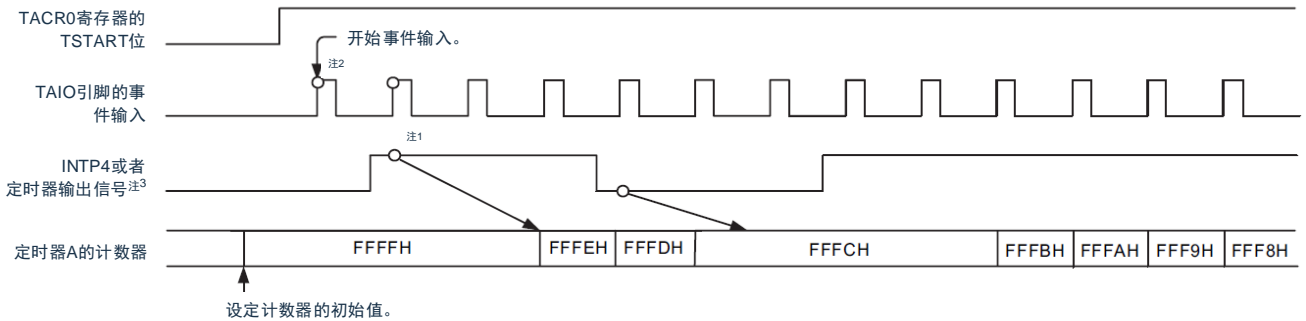 TACR0寄存器的
TSTART位
开始事件输入。
注2
TAIO引脚的事
件输入
注1
INTP4或者
定时器输出信号注3
定时器A的计数器
FFFFH FFFEH FFFDH FFFCH FFFBH FFFAH FFF9H FFF8H
设定计数器的初始值。